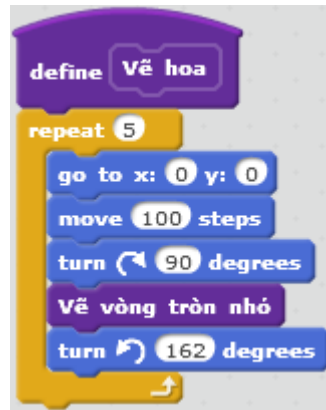 define Vẽ hoa
repeat 5
go to x: 0 y: 0
move 100 steps
turn 90 degrees
Vẽ vòng tròn nhỏ
turn 162 degrees